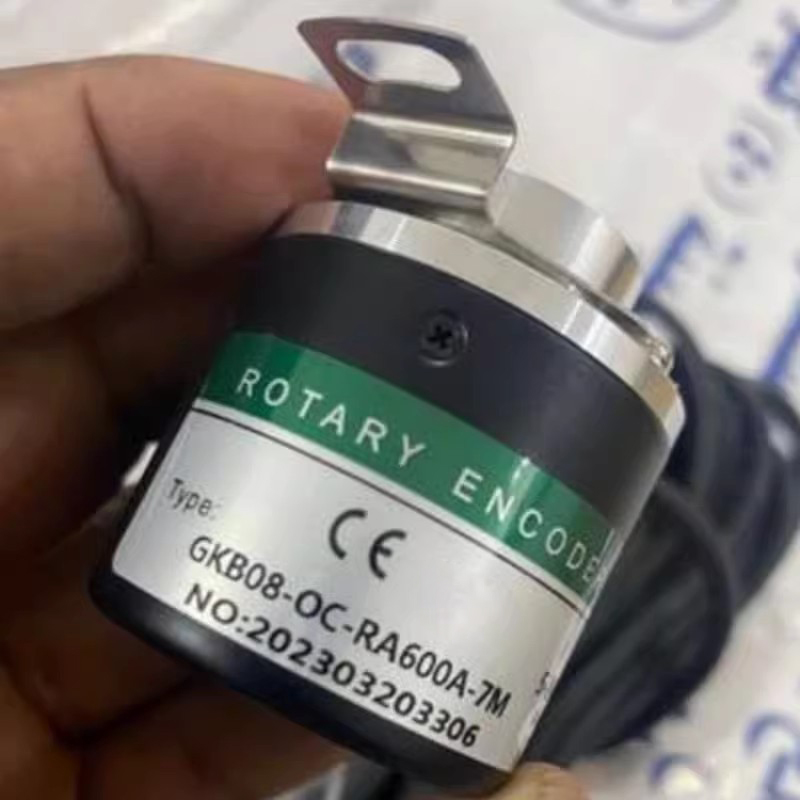 ROTARY ENCODE
Type:
CE
GKB08-OC-RA600A-7M
NO:202303203306